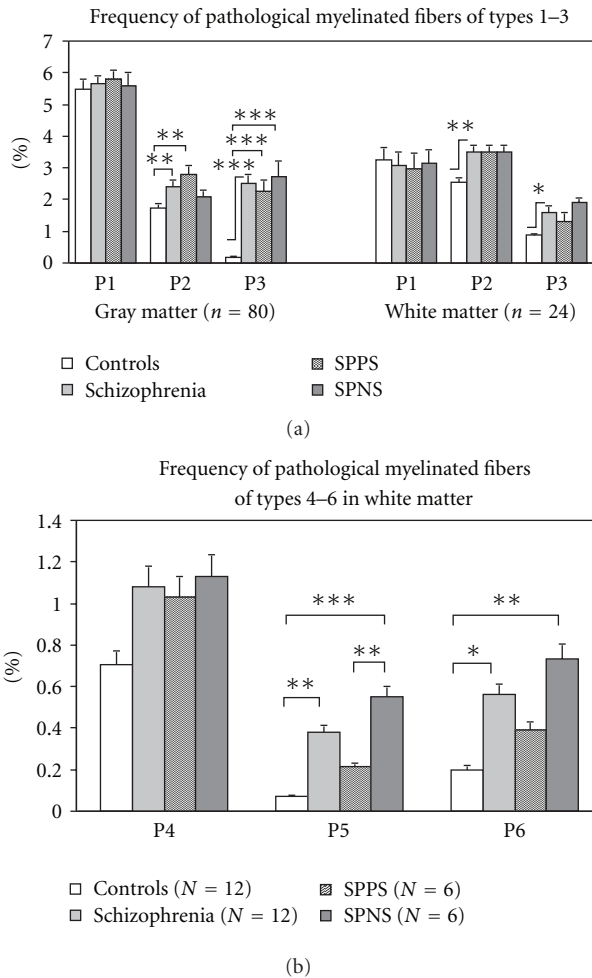 Frequency of pathological myelinated fibers of types 1–3
7
6
5
4
3
2
1
0
(%)
**
**
***
***
***
**
*
P1 P2 P3 P1 P2 P3
Gray matter (n = 80) White matter (n = 24)
Controls SPPS
Schizophrenia SPNS
(a)
Frequency of pathological myelinated fibers
of types 4–6 in white matter
1.4
1.2
1
0.8
0.6
0.4
0.2
0
(%)
***
**
**
**
*
P4 P5 P6
Controls (N = 12) SPPS (N = 6)
Schizophrenia (N = 12) SPNS (N = 6)
(b)